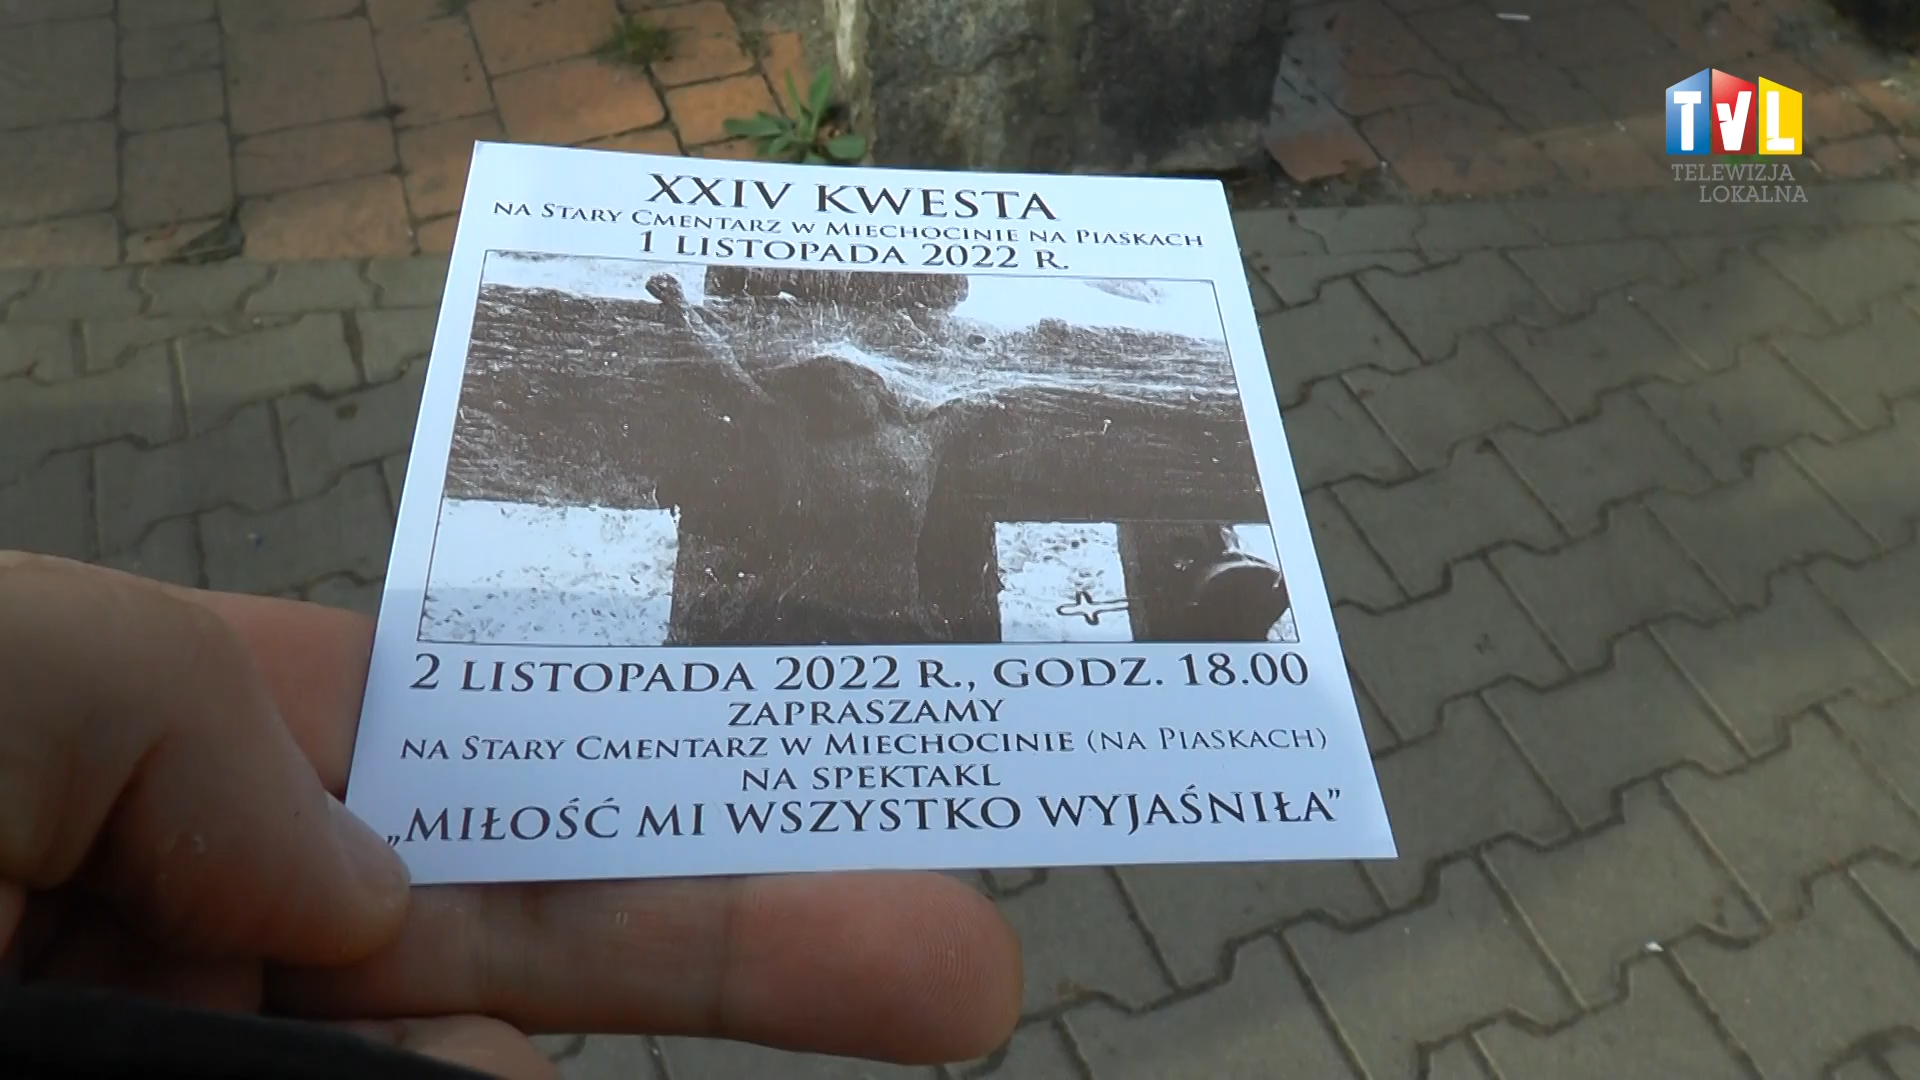 XXIV KWESTA
NA STARY CMENTARZ W MIECHOCINIE NA PIASKACH
1 LISTOPADA 2022 R.
2 LISTOPADA 2022 R., GODZ. 18.00
ZAPRASZAMY
NA STARY CMENTARZ W MIECHOCINIE (NA PIASKACH)
NA SPEKTAKL
„MIŁOŚĆ MI WSZYSTKO WYJAŚNIŁA”
TVL
TELEWIZJA
LOKALNA